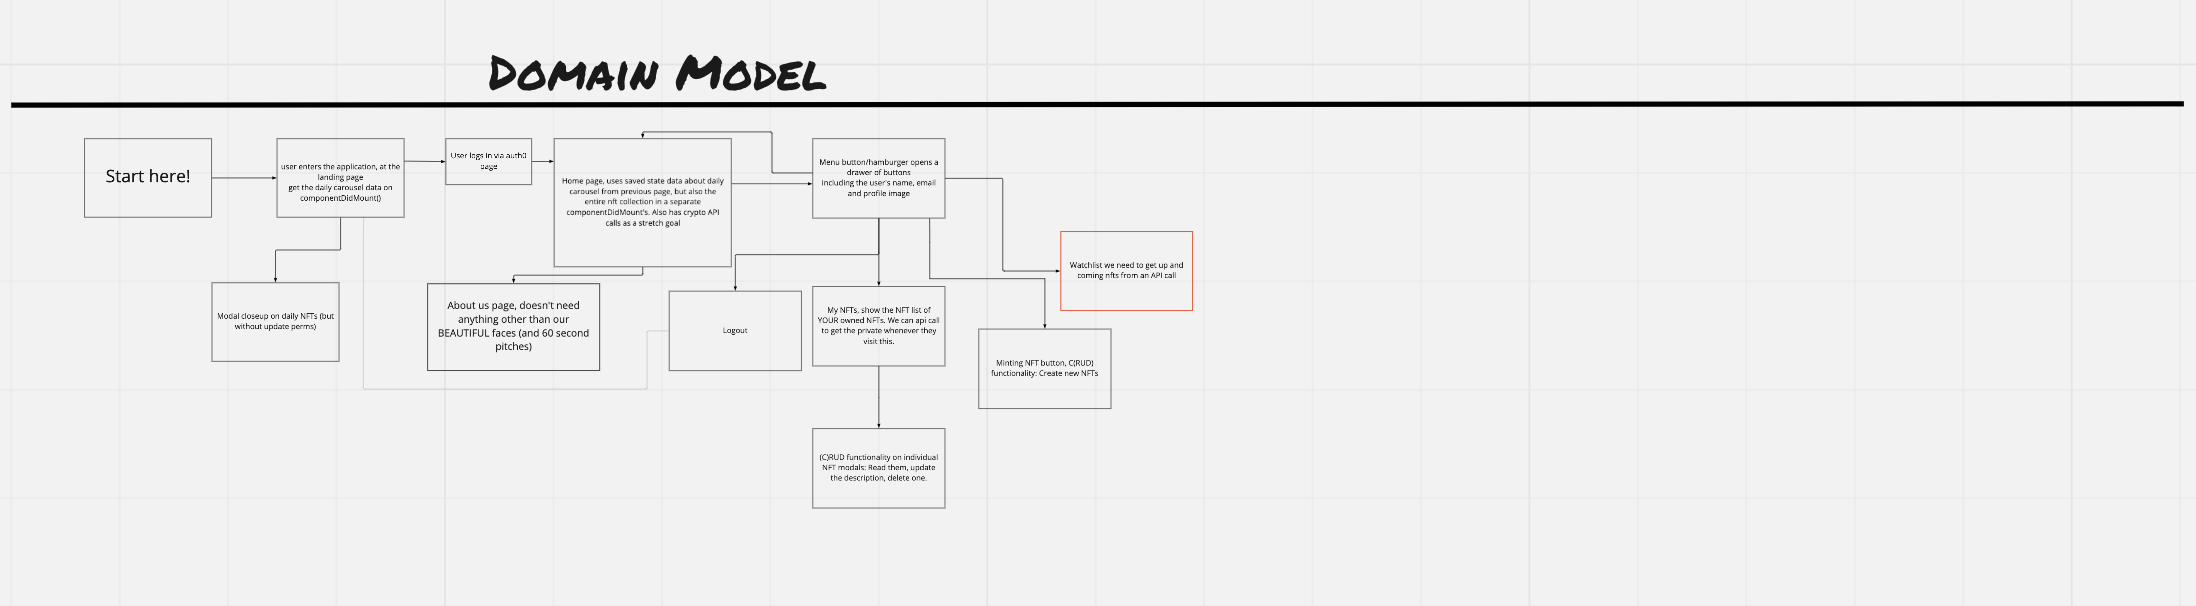 Domain Model
Start here!
user enters the application, at the
landing page
get the daily carousel data on
componentDidMount()
User logs in via auth0
page
Home page, uses saved state data about daily
carousel from previous page, but also the
entire nft collection in a separate
componentDidMount's. Also has crypto API
calls as a stretch goal
Menu button/hamburger opens a
drawer of buttons
including the user's name, email
and profile image
Watchlist we need to get up and
coming nfts from an API call
Modal closeup on daily NFTs (but
without update perms)
About us page, doesn't need
anything other than our
BEAUTIFUL faces (and 60 second
pitches)
Logout
My NFTs, show the NFT list of
YOUR owned NFTs. We can api call
to get the private whenever they
visit this.
Minting NFT button, C(RUD)
functionality: Create new NFTs
(C)RUD functionality on individual
NFT modals: Read them, update
the description, delete one.